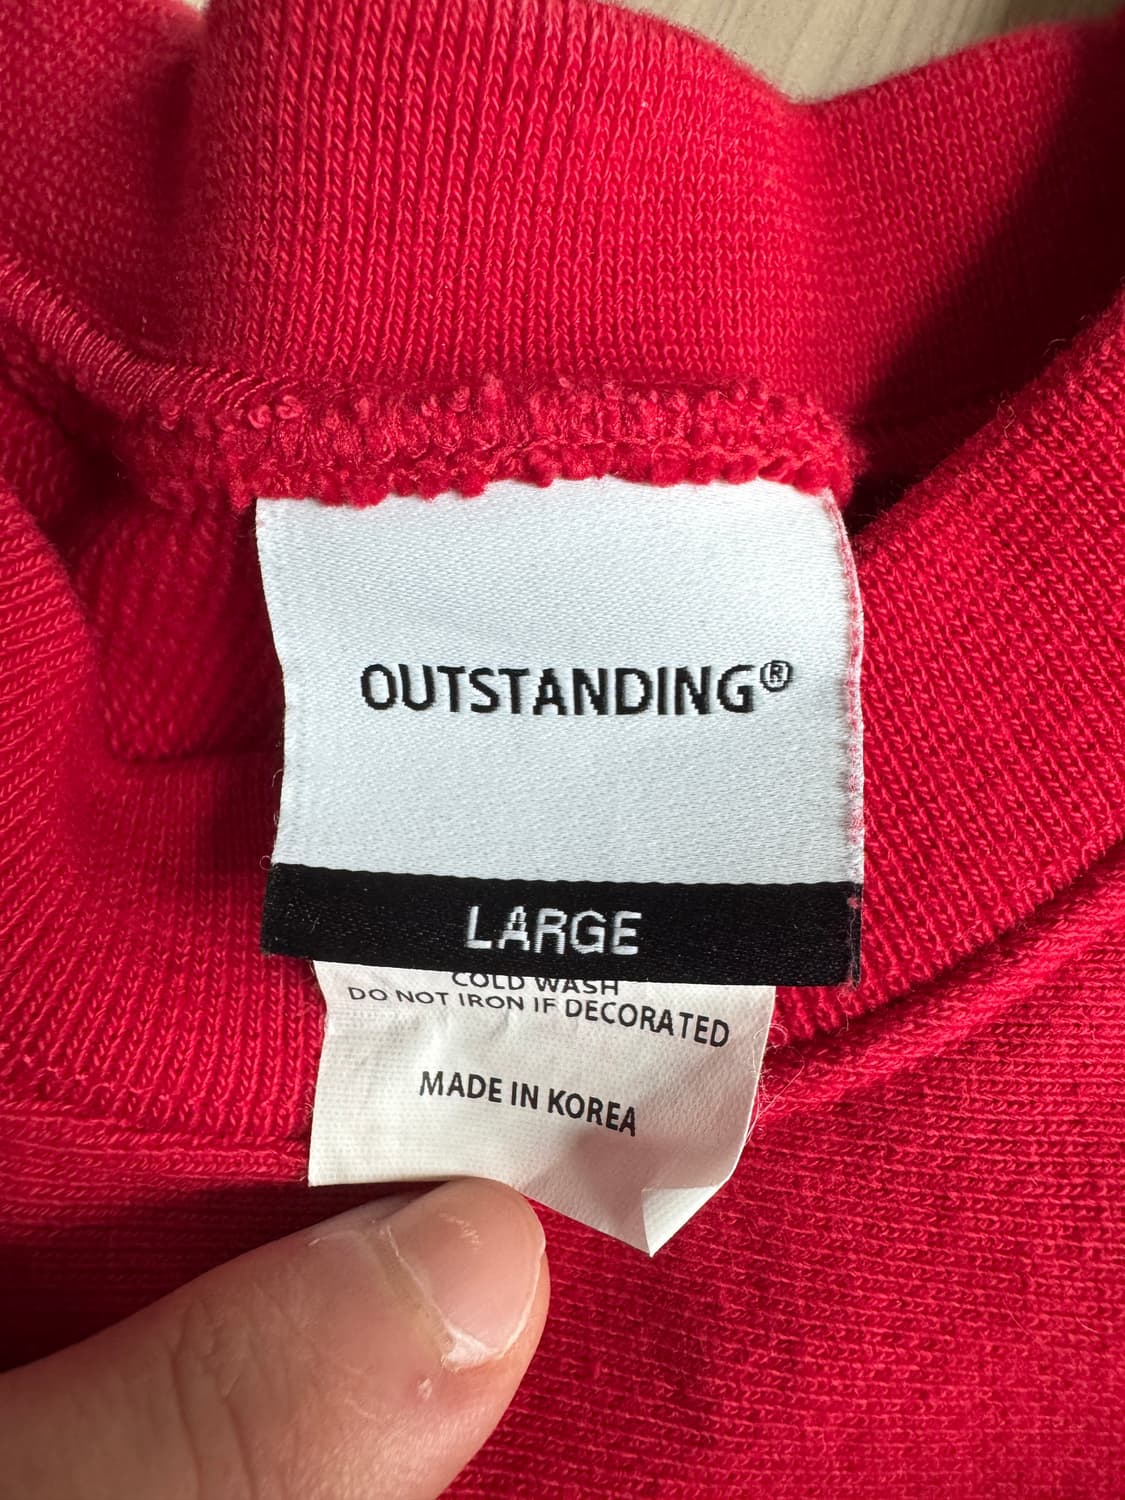 OUTSTANDING®
LARGE
COLD WASH
DO NOT IRON IF DECORATED
MADE IN KOREA